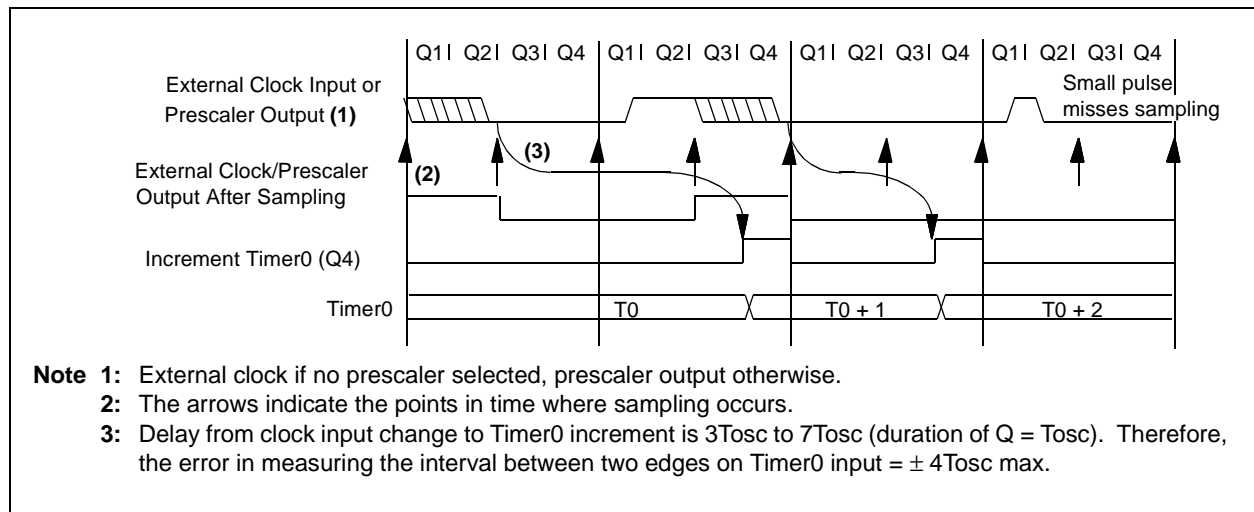 Q1| Q2| Q3| Q4 Q1| Q2| Q3| Q4 Q1| Q2| Q3| Q4 Q1| Q2| Q3| Q4
External Clock Input or
Prescaler Output (1)
Small pulse
misses sampling
(3)
(2)
External Clock/Prescaler
Output After Sampling
Increment Timer0 (Q4)
Timer0 T0 T0 + 1 T0 + 2
Note 1: External clock if no prescaler selected, prescaler output otherwise.
2: The arrows indicate the points in time where sampling occurs.
3: Delay from clock input change to Timer0 increment is 3Tosc to 7Tosc (duration of Q = Tosc). Therefore,
the error in measuring the interval between two edges on Timer0 input = ± 4Tosc max.